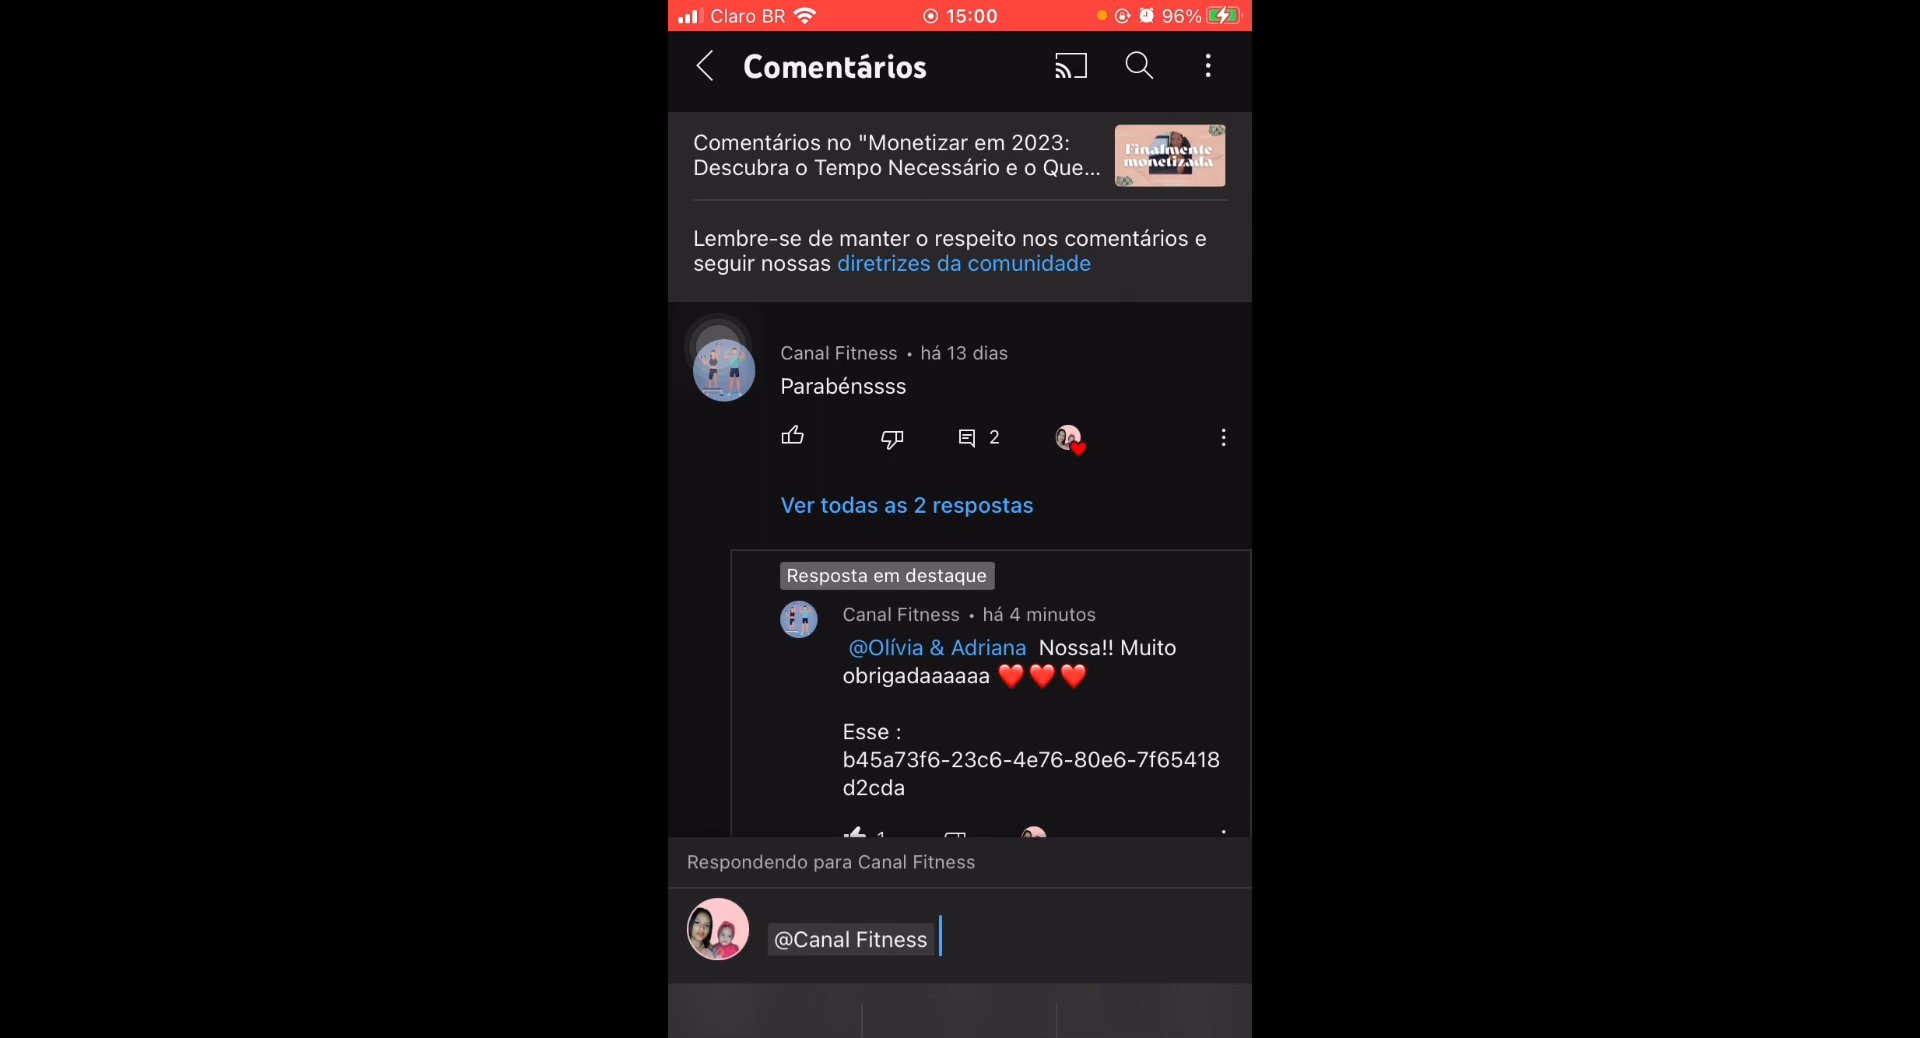 Claro BR 15:00 96%
Comentários
Comentários no "Monetizar em 2023:
Descubra o Tempo Necessário e o Que...
Finalmente
monetizada
Lembre-se de manter o respeito nos comentários e
seguir nossas diretrizes da comunidade
Canal Fitness • há 13 dias
Parabénssss
2
Ver todas as 2 respostas
Resposta em destaque
Canal Fitness • há 4 minutos
@Olívia & Adriana Nossa!! Muito
obrigadaaaaaa ❤️❤️❤️
Esse :
b45a73f6-23c6-4e76-80e6-7f65418
d2cda
1
Respondendo para Canal Fitness
@Canal Fitness